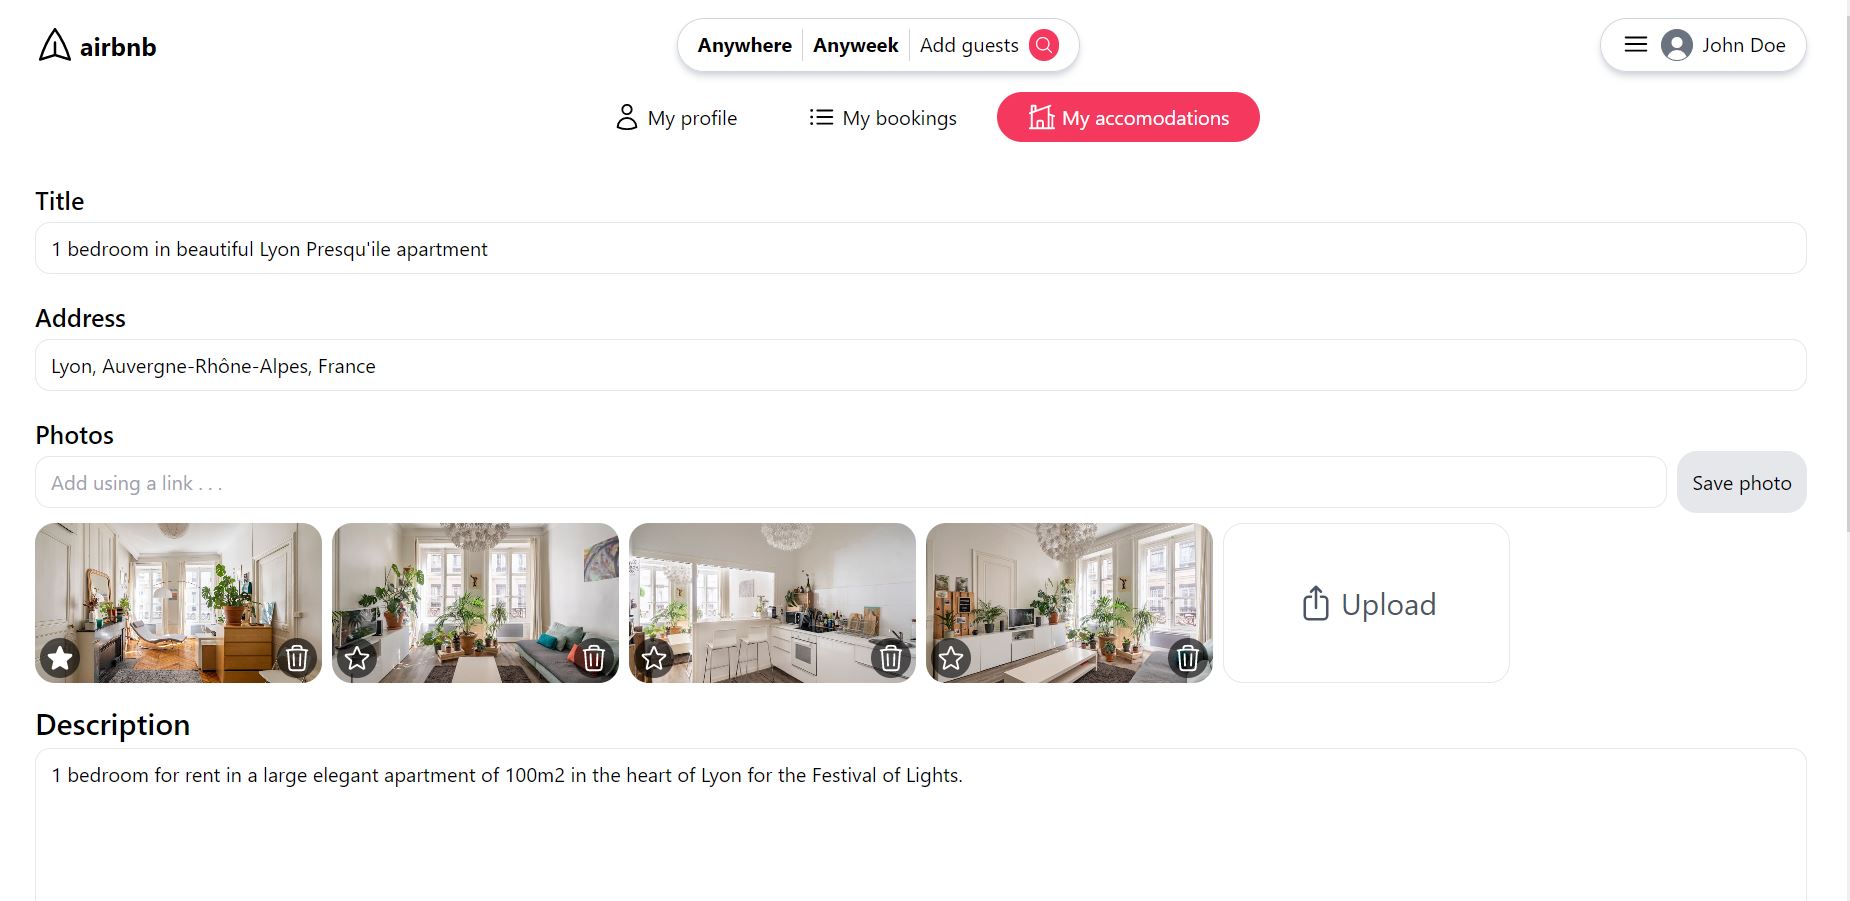 airbnb
Anywhere Anyweek Add guests
John Doe
My profile
My bookings
My accomodations
Title
1 bedroom in beautiful Lyon Presqu'ile apartment
Address
Lyon, Auvergne-Rhône-Alpes, France
Photos
Add using a link . . .
Save photo
Upload
Description
1 bedroom for rent in a large elegant apartment of 100m2 in the heart of Lyon for the Festival of Lights.